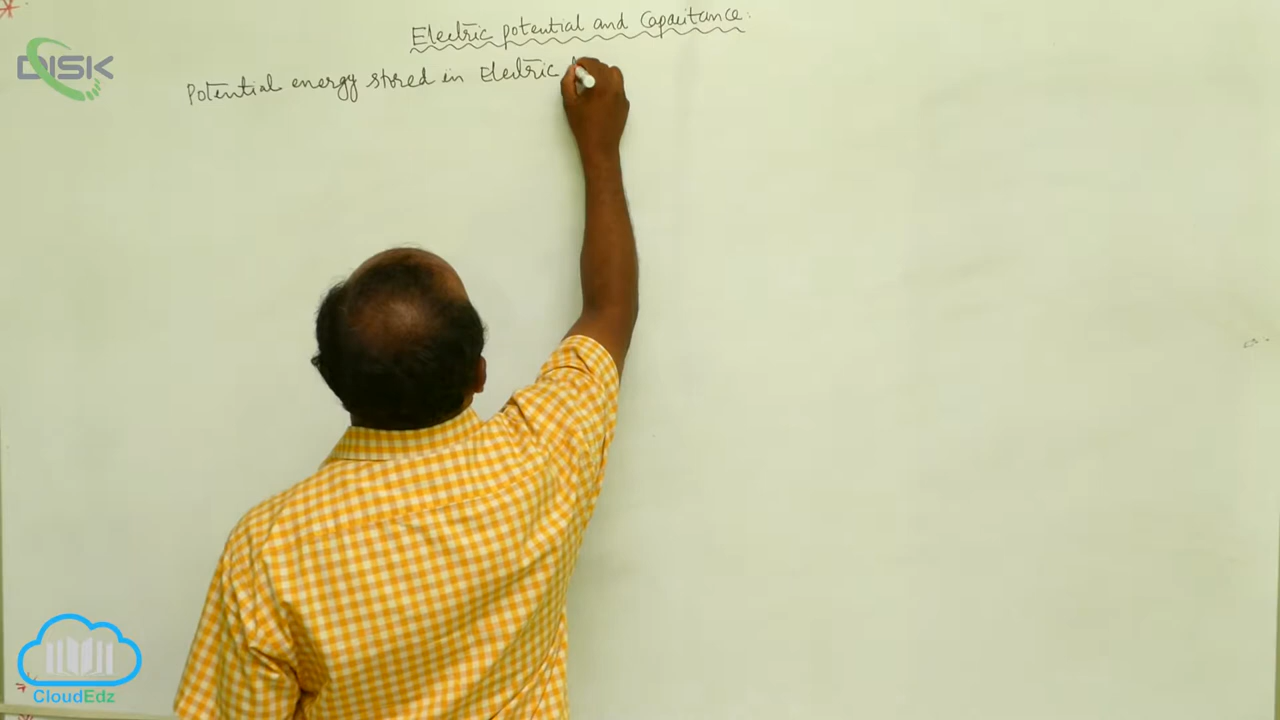 Electric potential and Capacitance.
DISK
Potential energy stored in Electric
CloudEdz